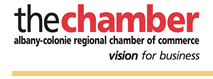 thechamber
albany-colonie regional chamber of commerce
vision for business